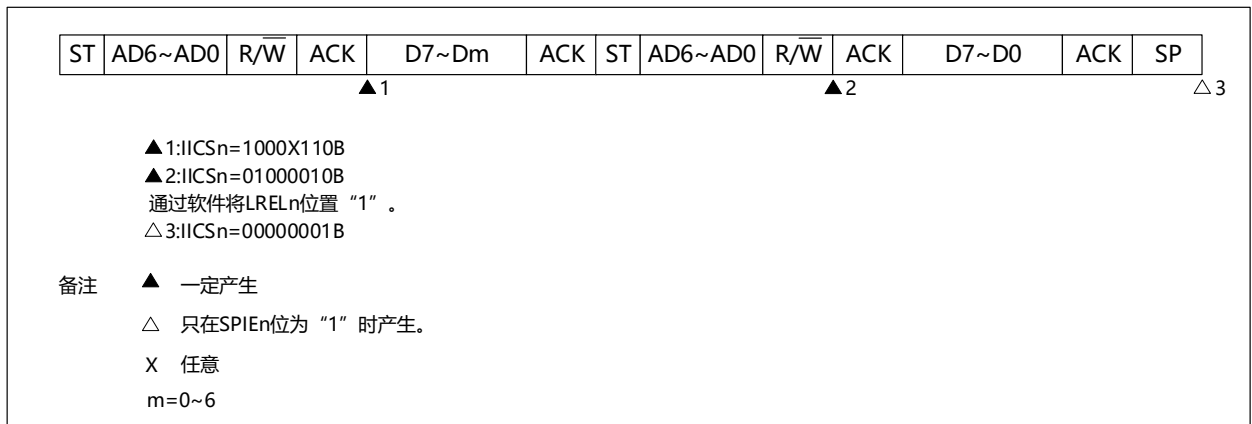 ST AD6~AD0 R/W̅ ACK D7~Dm ACK ST AD6~AD0 R/W̅ ACK D7~D0 ACK SP
▲1 ▲2 △3
▲1:IICSn=1000X110B
▲2:IICSn=01000010B
通过软件将LRELn位置“1”。
△3:IICSn=00000001B
备注 ▲ 一定产生
△ 只在SPIEn位为“1”时产生。
X 任意
m=0~6